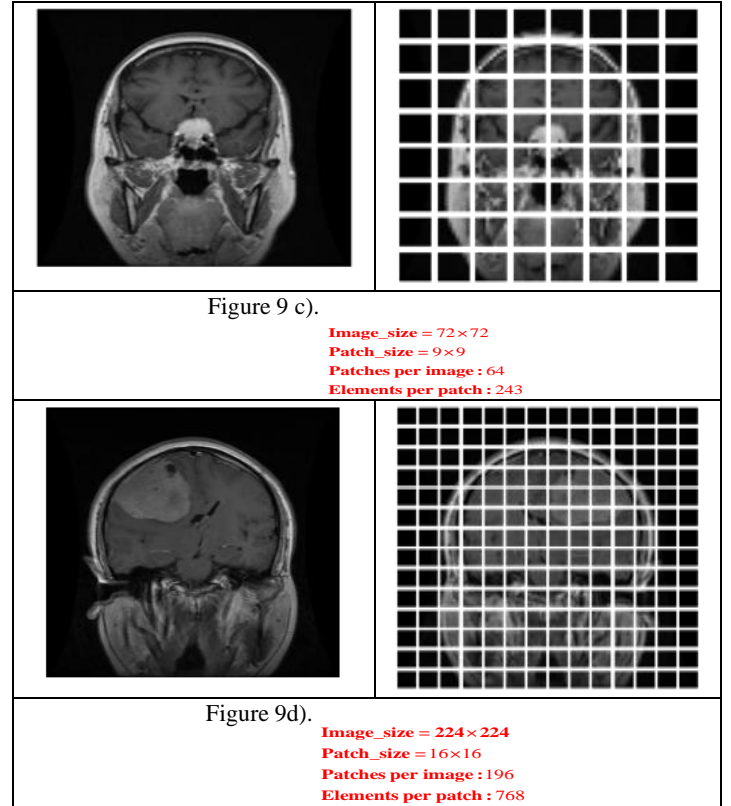 Figure 9 c).
Image_size = 72×72
Patch_size = 9×9
Patches per image : 64
Elements per patch : 243
Figure 9d).
Image_size = 224×224
Patch_size = 16×16
Patches per image : 196
Elements per patch : 768